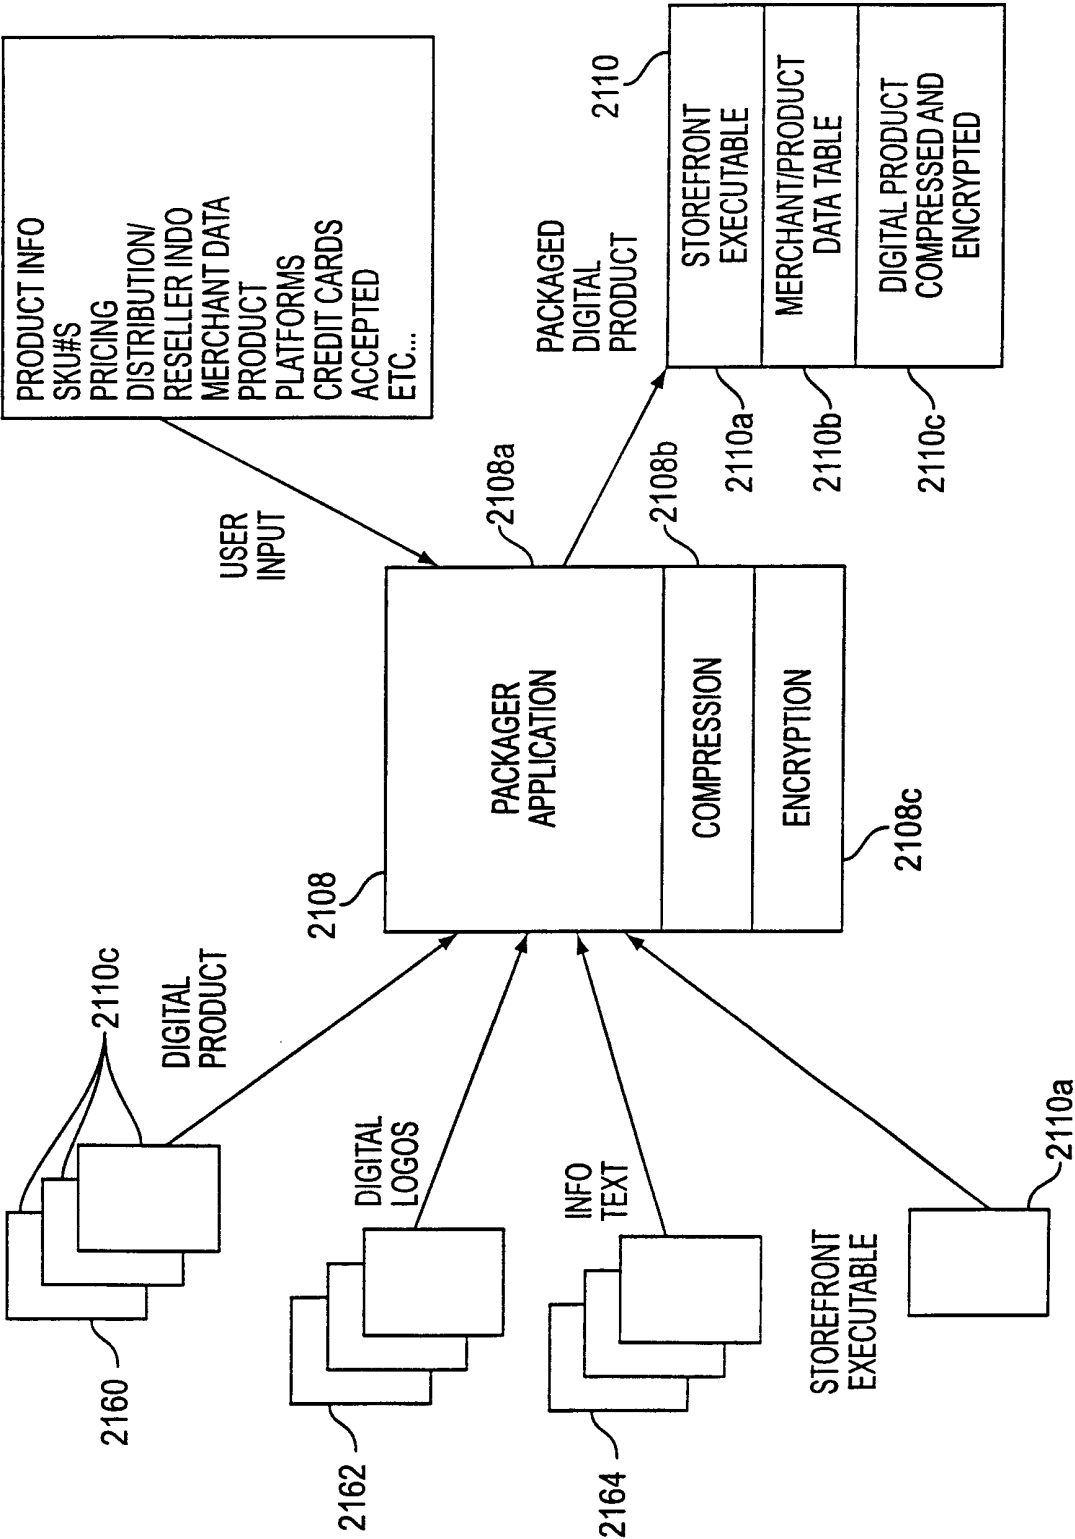 2160
2110c
DIGITAL
PRODUCT
2162
DIGITAL
LOGOS
2164
INFO
TEXT
STOREFRONT
EXECUTABLE
2110a
2108
PACKAGER
APPLICATION
2108a
COMPRESSION
2108b
ENCRYPTION
2108c
USER
INPUT
PRODUCT INFO
SKU#S
PRICING
DISTRIBUTION/
RESELLER INDO
MERCHANT DATA
PRODUCT
PLATFORMS
CREDIT CARDS
ACCEPTED
ETC...
PACKAGED
DIGITAL
PRODUCT
2110
STOREFRONT
EXECUTABLE
2110a
MERCHANT/PRODUCT
DATA TABLE
2110b
DIGITAL PRODUCT
COMPRESSED AND
ENCRYPTED
2110c